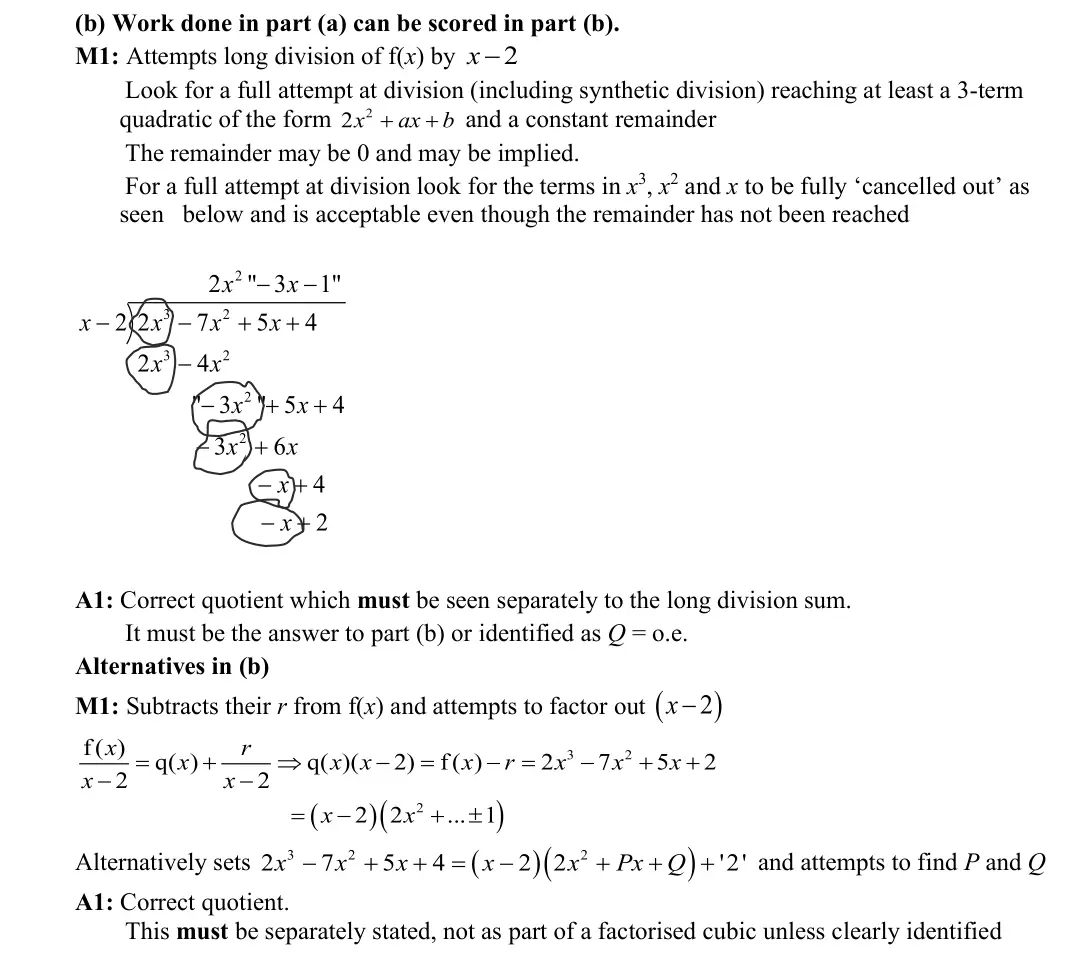 (b) Work done in part (a) can be scored in part (b).
M1: Attempts long division of f(x) by x − 2
Look for a full attempt at division (including synthetic division) reaching at least a 3-term
quadratic of the form 2x² + ax + b and a constant remainder
The remainder may be 0 and may be implied.
For a full attempt at division look for the terms in x³, x² and x to be fully ‘cancelled out’ as
seen below and is acceptable even though the remainder has not been reached
2x² "− 3x − 1"
x − 2)2x³ − 7x² + 5x + 4
2x³ − 4x²
"− 3x²"+ 5x + 4
− 3x² + 6x
− x + 4
− x + 2
A1: Correct quotient which must be seen separately to the long division sum.
It must be the answer to part (b) or identified as Q = o.e.
Alternatives in (b)
M1: Subtracts their r from f(x) and attempts to factor out (x − 2)
f(x)/(x − 2) = q(x) + r/(x − 2) ⇒ q(x)(x − 2) = f(x) − r = 2x³ − 7x² + 5x + 2
= (x − 2)(2x² + ... ± 1)
Alternatively sets 2x³ − 7x² + 5x + 4 = (x − 2)(2x² + Px + Q) + '2' and attempts to find P and Q
A1: Correct quotient.
This must be separately stated, not as part of a factorised cubic unless clearly identified